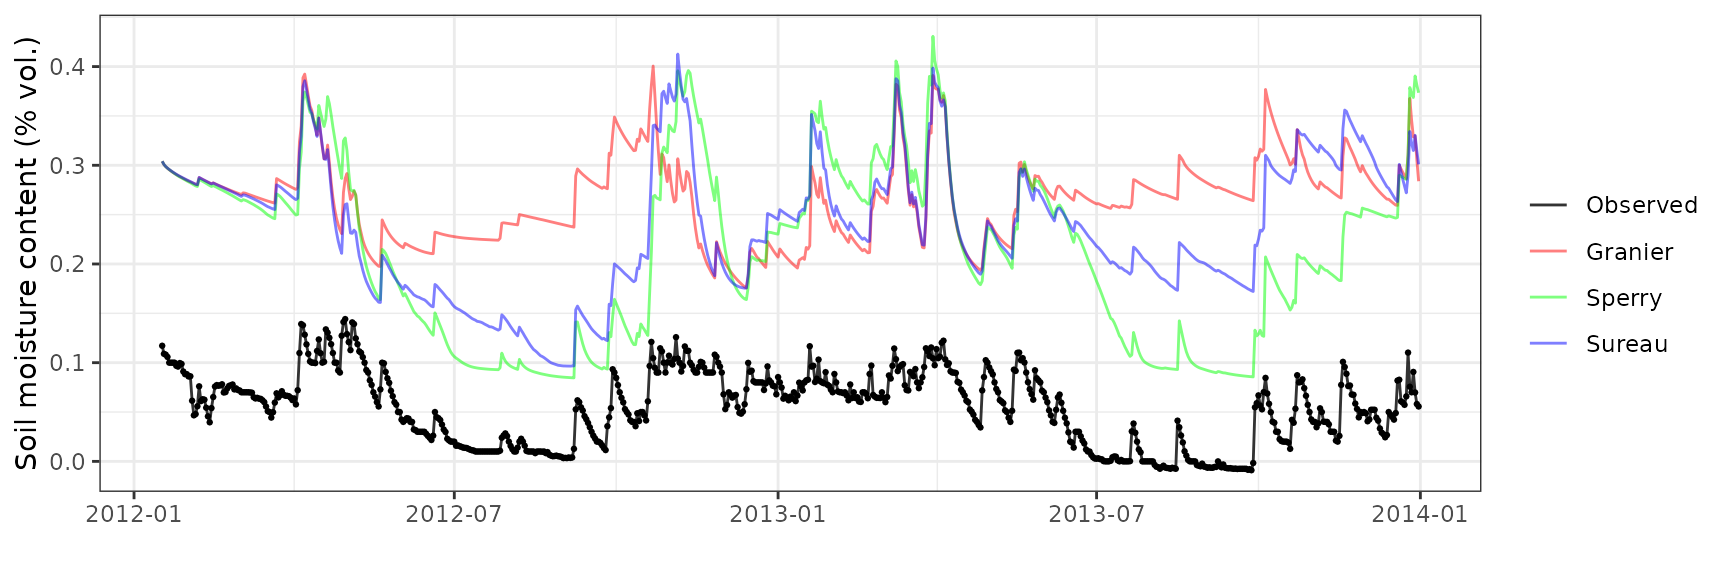 Soil moisture content (% vol.)
0.4
0.3
0.2
0.1
0.0
2012-01
2012-07
2013-01
2013-07
2014-01
Observed
Granier
Sperry
Sureau